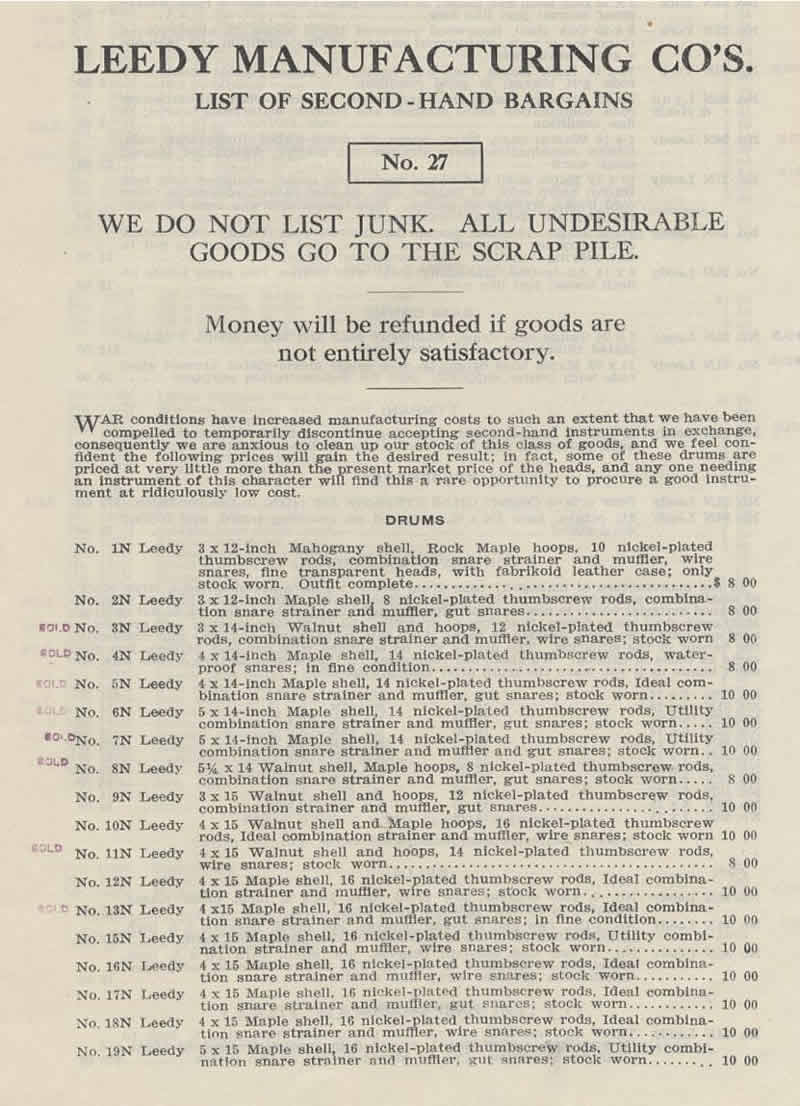 LEEDY MANUFACTURING CO'S.
LIST OF SECOND-HAND BARGAINS
No. 27
WE DO NOT LIST JUNK. ALL UNDESIRABLE
GOODS GO TO THE SCRAP PILE.
Money will be refunded if goods are
not entirely satisfactory.
WAR conditions have increased manufacturing costs to such an extent that we have been
compelled to temporarily discontinue accepting second-hand instruments in exchange,
consequently we are anxious to clean up our stock of this class of goods, and we feel con-
fident the following prices will gain the desired result; in fact, some of these drums are
priced at very little more than the present market price of the heads, and any one needing
an instrument of this character will find this a rare opportunity to procure a good instru-
ment at ridiculously low cost.
DRUMS
No. 1N Leedy 3 x 12-inch Mahogany shell, Rock Maple hoops, 10 nickel-plated
thumbscrew rods, combination snare strainer and muffler, wire
snares, fine transparent heads, with fabrikoid leather case; only
stock worn. Outfit complete........................................$ 8 00
No. 2N Leedy 3 x 12-inch Maple shell, 8 nickel-plated thumbscrew rods, combina-
tion snare strainer and muffler, gut snares.......................... 8 00
SOLD No. 3N Leedy 3 x 14-inch Walnut shell and hoops, 12 nickel-plated thumbscrew
rods, combination snare strainer and muffler, wire snares; stock worn 8 00
SOLD No. 4N Leedy 4 x 14-inch Maple shell, 14 nickel-plated thumbscrew rods, water-
proof snares; in fine condition....................................... 8 00
SOLD No. 5N Leedy 4 x 14-inch Maple shell, 14 nickel-plated thumbscrew rods, Ideal com-
bination snare strainer and muffler, gut snares; stock worn......... 10 00
SOLD No. 6N Leedy 5 x 14-inch Maple shell, 14 nickel-plated thumbscrew rods, Utility
combination snare strainer and muffler, gut snares; stock worn..... 10 00
SOLD No. 7N Leedy 5 x 14-inch Maple shell, 14 nickel-plated thumbscrew rods, Utility
combination snare strainer and muffler and gut snares; stock worn.. 10 00
SOLD No. 8N Leedy 5¼ x 14 Walnut shell, Maple hoops, 8 nickel-plated thumbscrew rods,
combination snare strainer and muffler, gut snares; stock worn..... 8 00
No. 9N Leedy 3 x 15 Walnut shell and hoops, 12 nickel-plated thumbscrew rods,
combination strainer and muffler, gut snares........................ 10 00
No. 10N Leedy 4 x 15 Walnut shell and Maple hoops, 16 nickel-plated thumbscrew
rods, Ideal combination strainer and muffler, wire snares; stock worn 10 00
SOLD No. 11N Leedy 4 x 15 Walnut shell and hoops, 14 nickel-plated thumbscrew rods,
wire snares; stock worn............................................. 8 00
No. 12N Leedy 4 x 15 Maple shell, 16 nickel-plated thumbscrew rods, Ideal combina-
tion strainer and muffler, wire snares; stock worn.................. 10 00
SOLD No. 13N Leedy 4 x15 Maple shell, 16 nickel-plated thumbscrew rods, Ideal combina-
tion snare strainer and muffler, gut snares; in fine condition........ 10 00
No. 15N Leedy 4 x 15 Maple shell, 16 nickel-plated thumbscrew rods, Utility combi-
nation strainer and muffler, wire snares; stock worn............... 10 00
No. 16N Leedy 4 x 15 Maple shell, 16 nickel-plated thumbscrew rods, Ideal combina-
tion snare strainer and muffler, wire snares; stock worn........... 10 00
No. 17N Leedy 4 x 15 Maple shell, 16 nickel-plated thumbscrew rods, Ideal combina-
tion snare strainer and muffler, gut snares; stock worn............ 10 00
No. 18N Leedy 4 x 15 Maple shell, 16 nickel-plated thumbscrew rods, Ideal combina-
tion snare strainer and muffler, wire snares; stock worn............ 10 00
No. 19N Leedy 5 x 15 Maple shell, 16 nickel-plated thumbscrew rods, Utility combi-
nation snare strainer and muffler, gut snares; stock worn......... 10 00